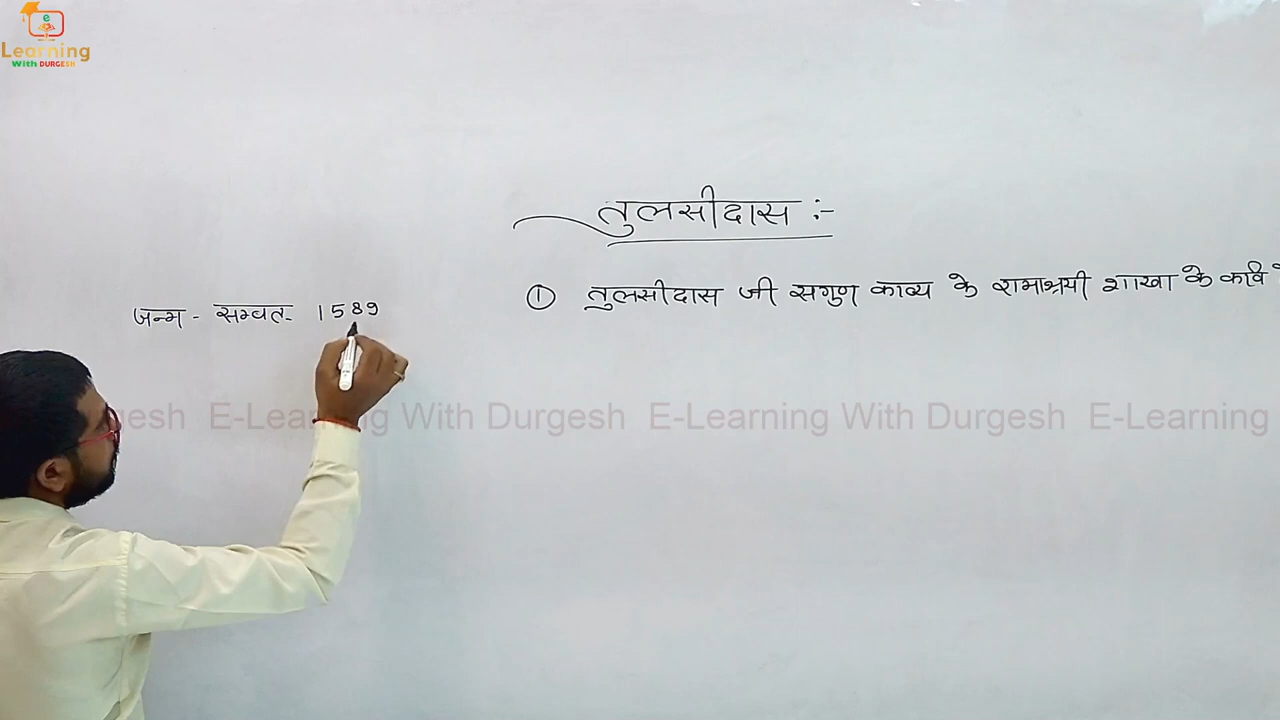 e
Learning
With DURGESH
तुलसीदास :-
① तुलसीदास जी सगुण काव्य के रामाश्रयी शाखा के कवि
जन्म - सम्वत - 1589
gesh E-Learning With Durgesh E-Learning With Durgesh E-Learning